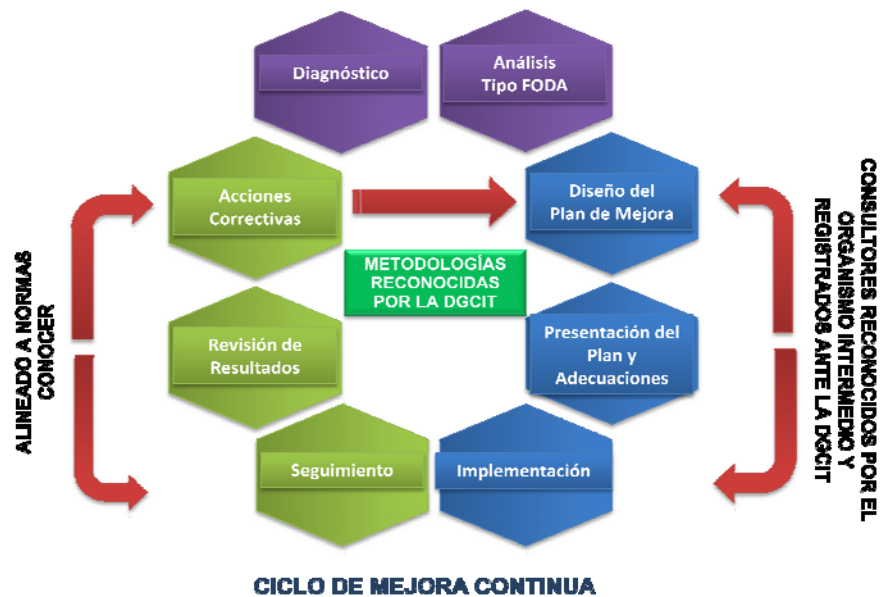 Diagnóstico
Análisis
Tipo FODA
Acciones
Correctivas
Diseño del
Plan de Mejora
METODOLOGÍAS
RECONOCIDAS
POR LA DGCIT
Revisión de
Resultados
Presentación del
Plan y
Adecuaciones
Seguimiento
Implementación
ALINEADO A NORMAS
CONOCER
CONSULTORES RECONOCIDOS POR EL
ORGANISMO INTERMEDIO Y
REGISTRADOS ANTE LA DGCIT
CICLO DE MEJORA CONTINUA